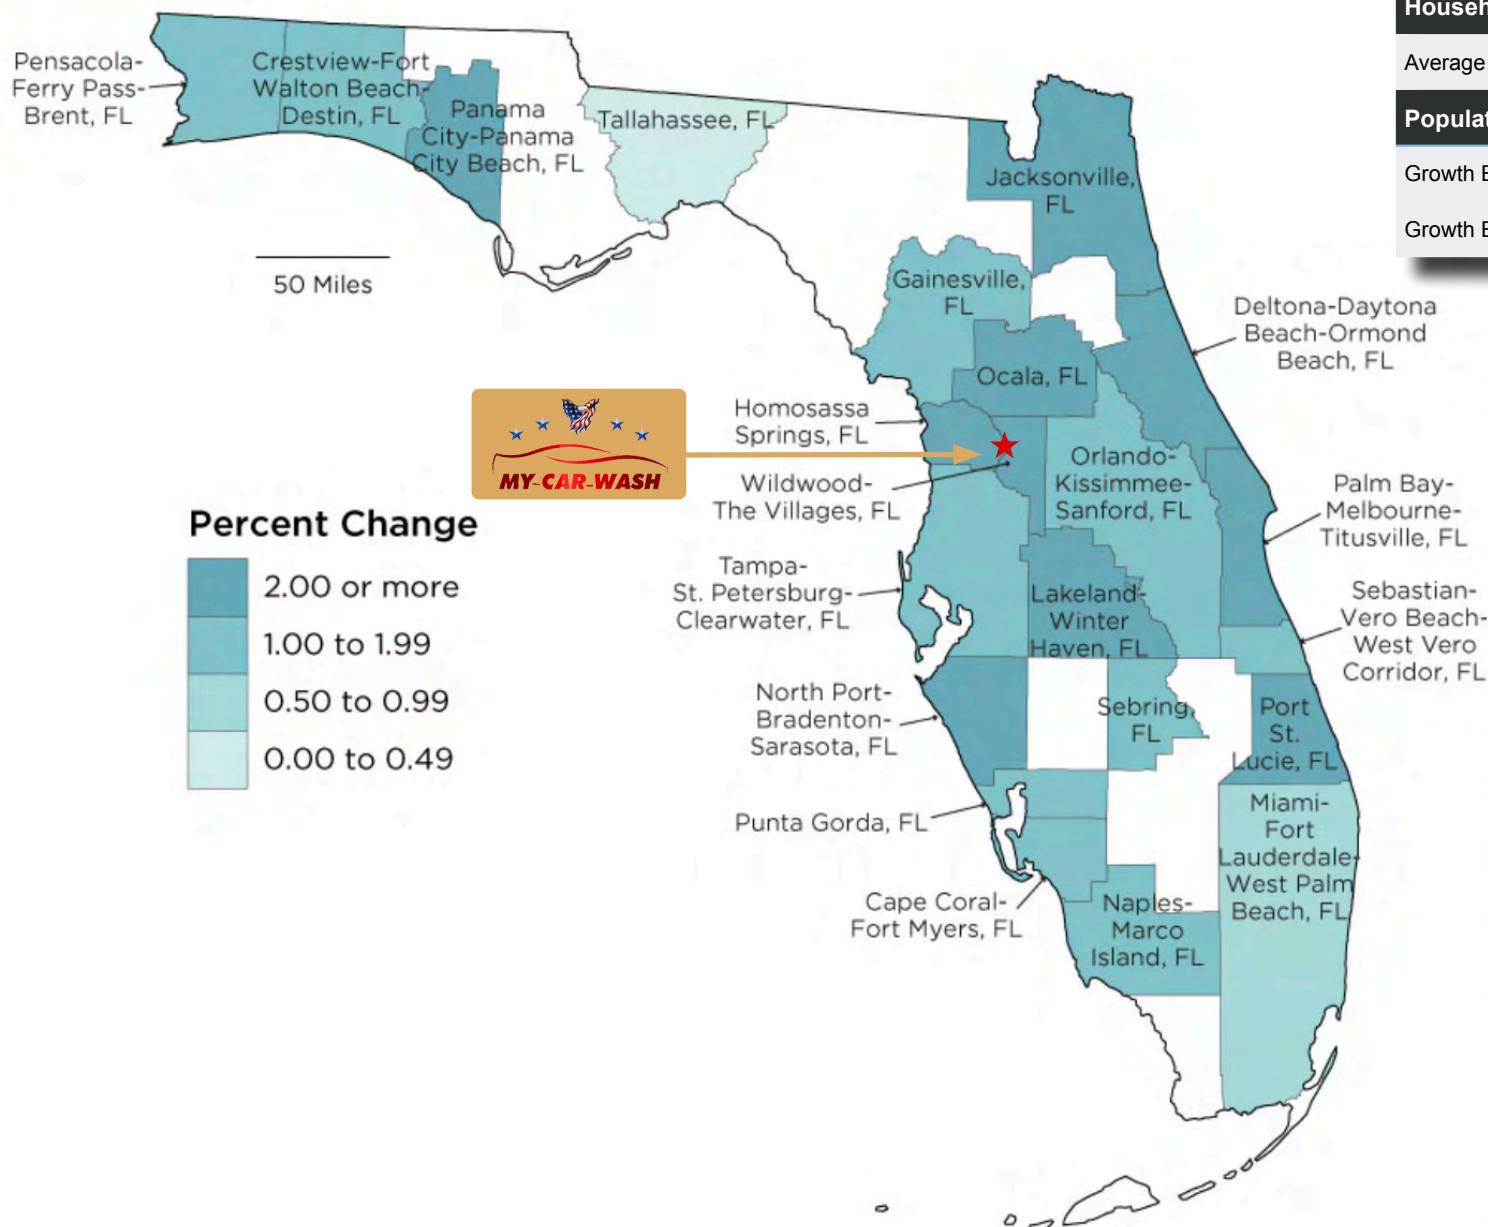 Average
Growth
Growth
Pensacola-
Ferry Pass-
Brent, FL
Crestview-Fort
Walton Beach-
Destin, FL
Panama
City-Panama
City Beach, FL
Tallahassee, FL
Jacksonville,
FL
50 Miles
Gainesville,
FL
Deltona-Daytona
Beach-Ormond
Beach, FL
Ocala, FL
Homosassa
Springs, FL
MY-CAR-WASH
Wildwood-
The Villages, FL
Orlando-
Kissimmee-
Sanford, FL
Palm Bay-
Melbourne-
Titusville, FL
Percent Change
2.00 or more
1.00 to 1.99
0.50 to 0.99
0.00 to 0.49
Tampa-
St. Petersburg-
Clearwater, FL
Lakeland-
Winter
Haven, FL
Sebastian-
Vero Beach-
West Vero
Corridor, FL
North Port-
Bradenton-
Sarasota, FL
Sebring,
FL
Port
St.
Lucie, FL
Punta Gorda, FL
Miami-
Fort
Lauderdale-
West Palm
Beach, FL
Cape Coral-
Fort Myers, FL
Naples-
Marco
Island, FL